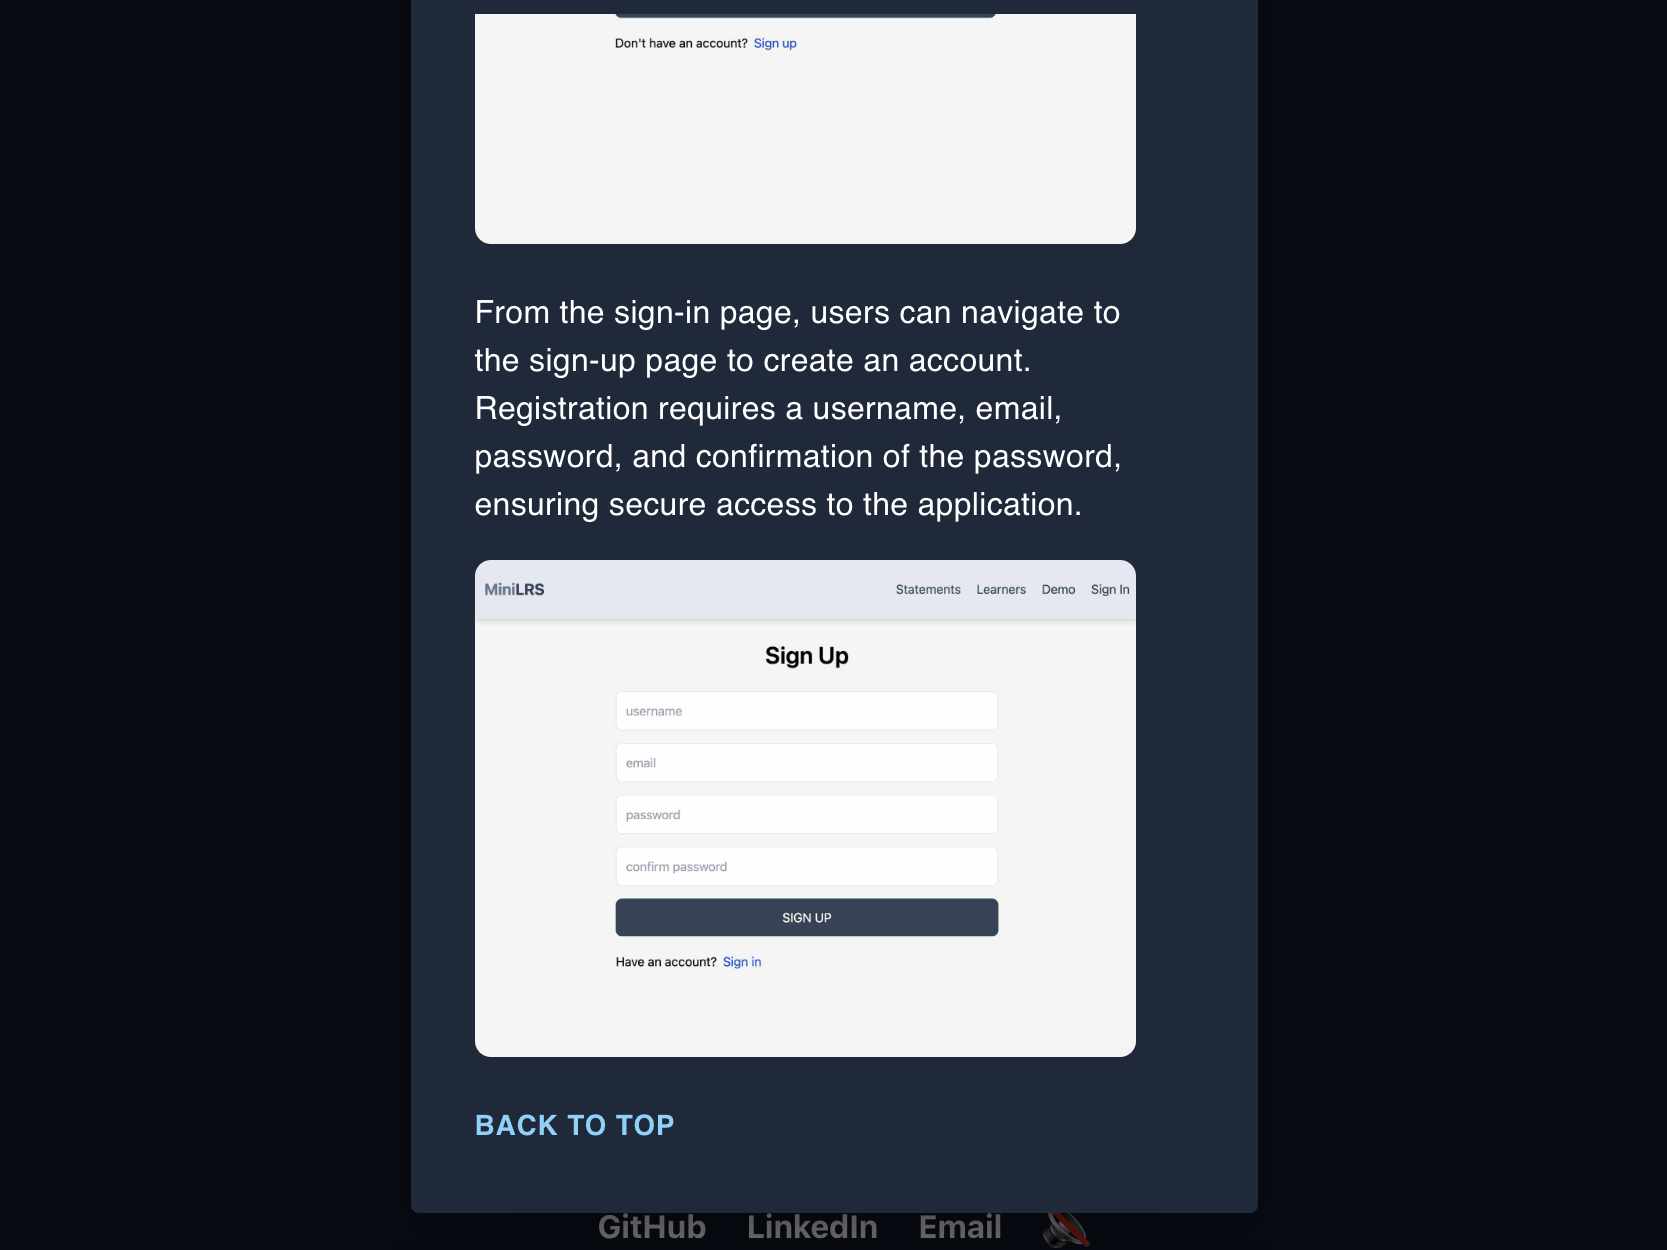 Don't have an account? Sign up
From the sign-in page, users can navigate to
the sign-up page to create an account.
Registration requires a username, email,
password, and confirmation of the password,
ensuring secure access to the application.
MiniLRS Statements Learners Demo Sign In
Sign Up
username
email
password
confirm password
SIGN UP
Have an account? Sign in
BACK TO TOP
GitHub LinkedIn Email